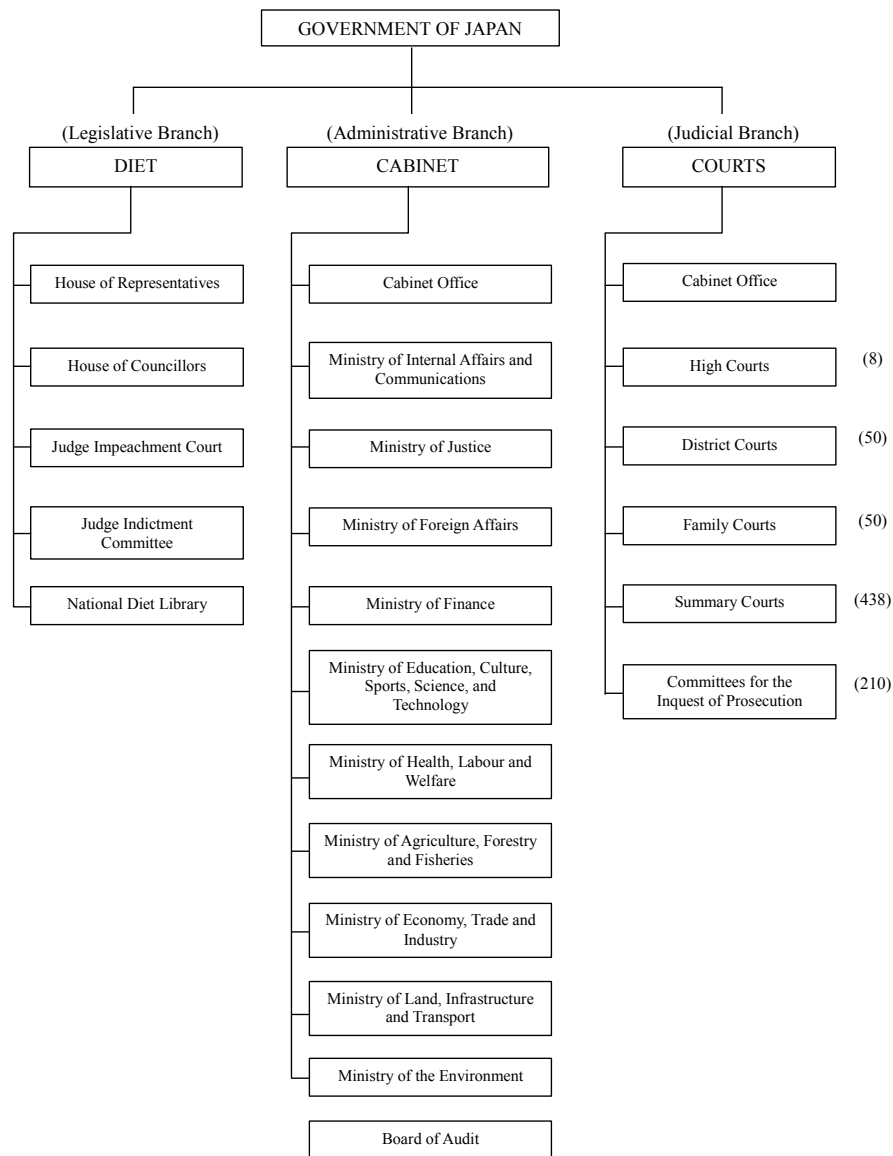 GOVERNMENT OF JAPAN
(Legislative Branch)
DIET
House of Representatives
House of Councillors
Judge Impeachment Court
Judge Indictment
Committee
National Diet Library
(Administrative Branch)
CABINET
Cabinet Office
Ministry of Internal Affairs and
Communications
Ministry of Justice
Ministry of Foreign Affairs
Ministry of Finance
Ministry of Education, Culture,
Sports, Science, and
Technology
Ministry of Health, Labour and
Welfare
Ministry of Agriculture, Forestry
and Fisheries
Ministry of Economy, Trade and
Industry
Ministry of Land, Infrastructure
and Transport
Ministry of the Environment
Board of Audit
(Judicial Branch)
COURTS
Cabinet Office
High Courts (8)
District Courts (50)
Family Courts (50)
Summary Courts (438)
Committees for the (210)
Inquest of Prosecution